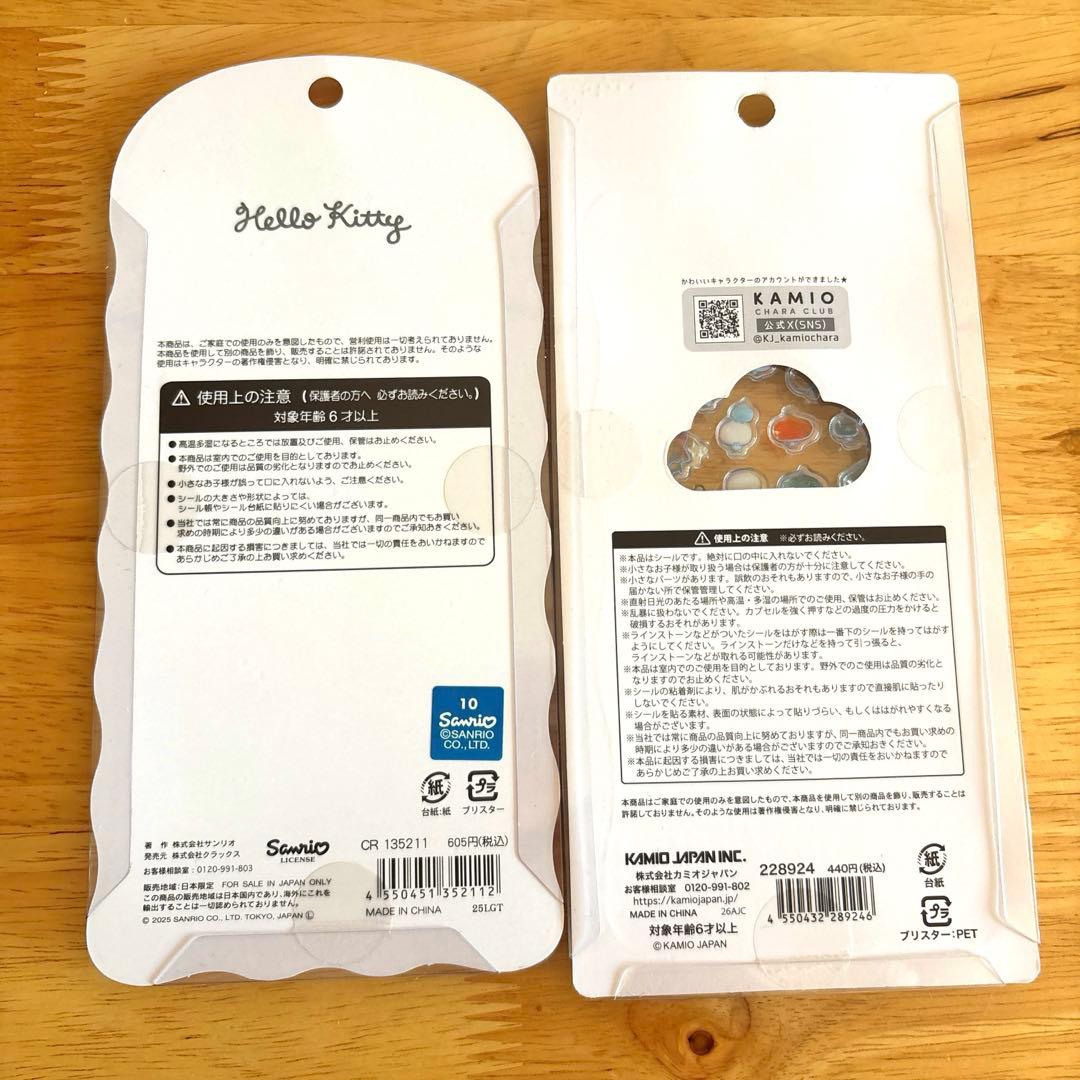 Hello Kitty
本商品は、ご家庭での使用のみを意図したもので、営利使用は一切考えられておりません。
本商品を使用して別の商品を飾り、販売することは許諾されておりません。そのような
使用はキャラクターの著作権侵害となり、明確に禁じられております。
使用上の注意 (保護者の方へ 必ずお読みください。)
対象年齢6才以上
●高温多湿になるところでは放置及びご使用、保管はお止めください。
●本商品は室内でのご使用を目的としております。
野外でのご使用は品質の劣化となりますのでお止めください。
●小さなお子様が誤って口に入れないよう、ご注意ください。
●シールの大きさや形状によっては、
シール帳やシール台紙に貼りにくい場合がございます。
●当社では常に商品の品質向上に努めておりますが、同一商品内でもお買い
求めの時期により多少の違いがある場合がございますのでご承知おきください。
●本商品に起因する損害につきましては、当社では一切の責任をおいかねますので
あらかじめご了承の上お買い求めください。
10
Sanrio
©SANRIO
CO., LTD.
紙
台紙:紙
プラ
ブリスター
著 作 株式会社サンリオ
発売元 株式会社クラックス
お客様相談室:0120-991-803
Sanrio
LICENSE
CR 135211 605円(税込)
4 550451 352112
販売地域:日本限定 FOR SALE IN JAPAN ONLY
この商品の販売地域は日本国内であり、海外にこれを
輸出することは一切認められておりません。
© 2025 SANRIO CO., LTD. TOKYO, JAPAN Ⓛ
MADE IN CHINA 25LGT
かわいいキャラクターのアカウントができました★
KAMIO
CHARA CLUB
公式X(SNS)
@KJ_kamiochara
使用上の注意 ※必ずお読みください。
※本品はシールです。絶対に口の中に入れないでください。
※小さなお子様が取り扱う場合は保護者の方が十分に注意してください。
※小さなパーツがあります。誤飲のおそれもありますので、小さなお子様の手の
届かない所で保管管理してください。
※直射日光のあたる場所や高温・多湿の場所でのご使用、保管はお止めください。
※乱暴に扱わないでください。カプセルを強く押すなどの過度の圧力をかけると
破損するおそれがあります。
※ラインストーンなどがついたシールをはがす際は一番下のシールを持ってはがす
ようにしてください。ラインストーンだけなどを持って引っ張ると、
ラインストーンなどが取れる可能性があります。
※本品は室内でのご使用を目的としております。野外でのご使用は品質の劣化と
なりますのでお止めください。
※シールの粘着剤により、肌がかぶれるおそれもありますので直接肌に貼ったり
しないでください。
※シールを貼る素材、表面の状態によって貼りづらい、もしくははがれやすくなる
場合がございます。
※当社では常に商品の品質向上に努めておりますが、同一商品内でもお買い求めの
時期により多少の違いがある場合がございますのでご承知おきください。
※本品に起因する損害につきましては、当社では一切の責任をおいかねますので
あらかじめご了承の上お買い求めください。
本商品はご家庭での使用のみを意図したもので、本商品を使用して別の商品を飾り、販売することは
許諾しておりません。そのような使用は著作権侵害となり、明確に禁じられております。
KAMIO JAPAN INC.
株式会社カミオジャパン
お客様相談室 0120-991-802
https://kamiojapan.jp/
MADE IN CHINA 26AJC
対象年齢6才以上
©KAMIO JAPAN
228924 440円(税込)
4 550432 289246
紙
台紙
プラ
ブリスター:PET